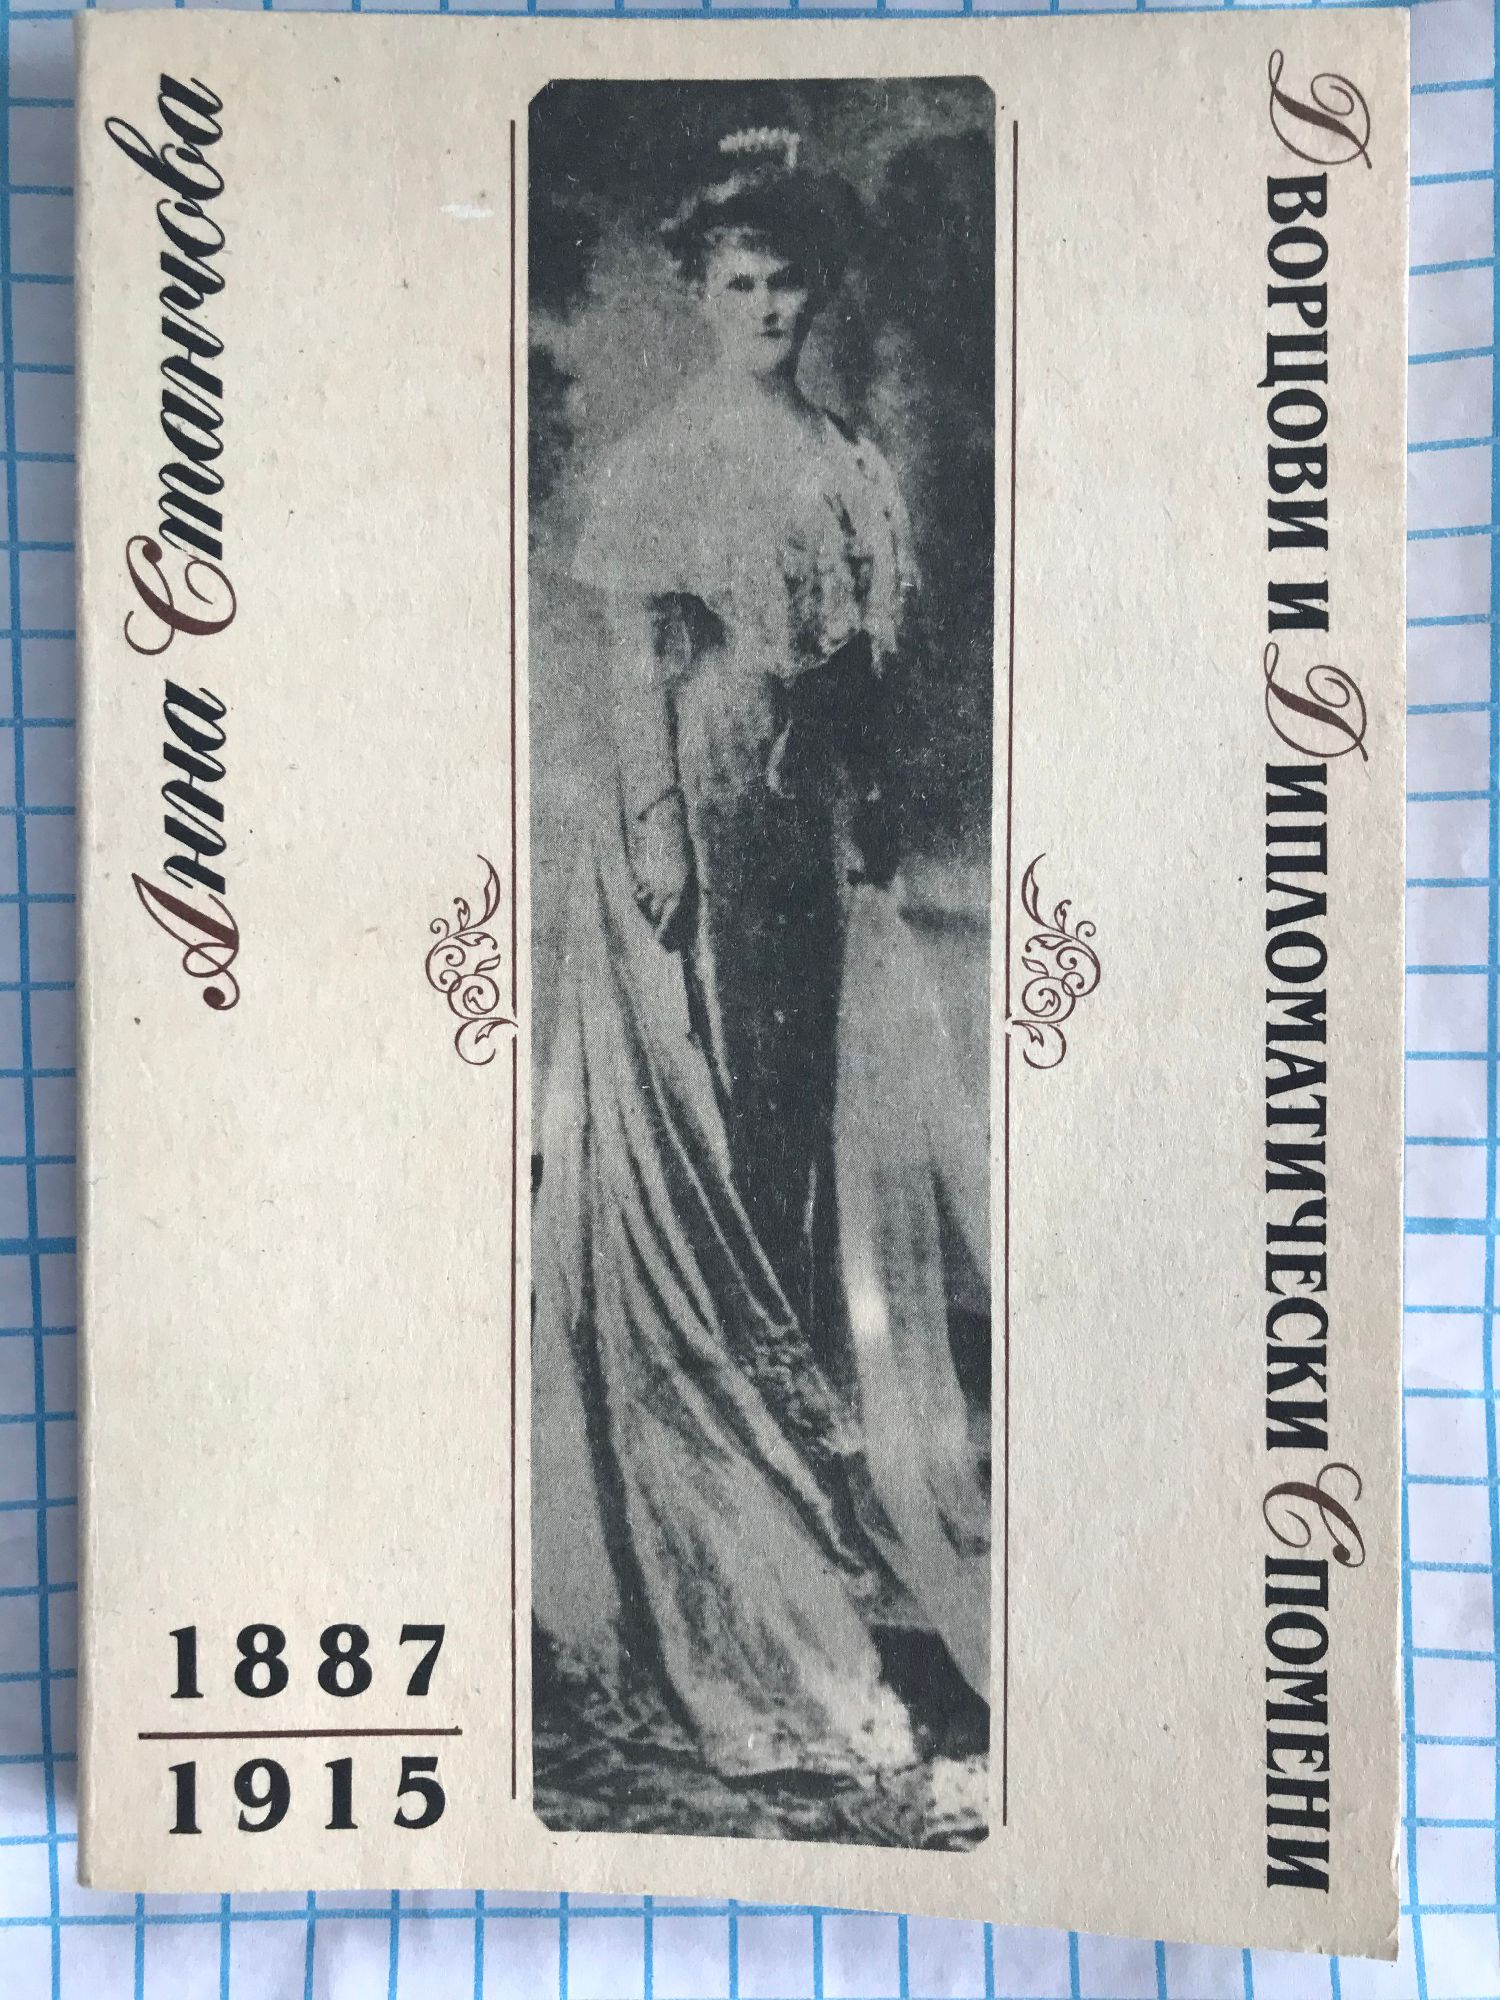 Анна Станчова
Дворцови и Дипломатически Спомени
1887
1915